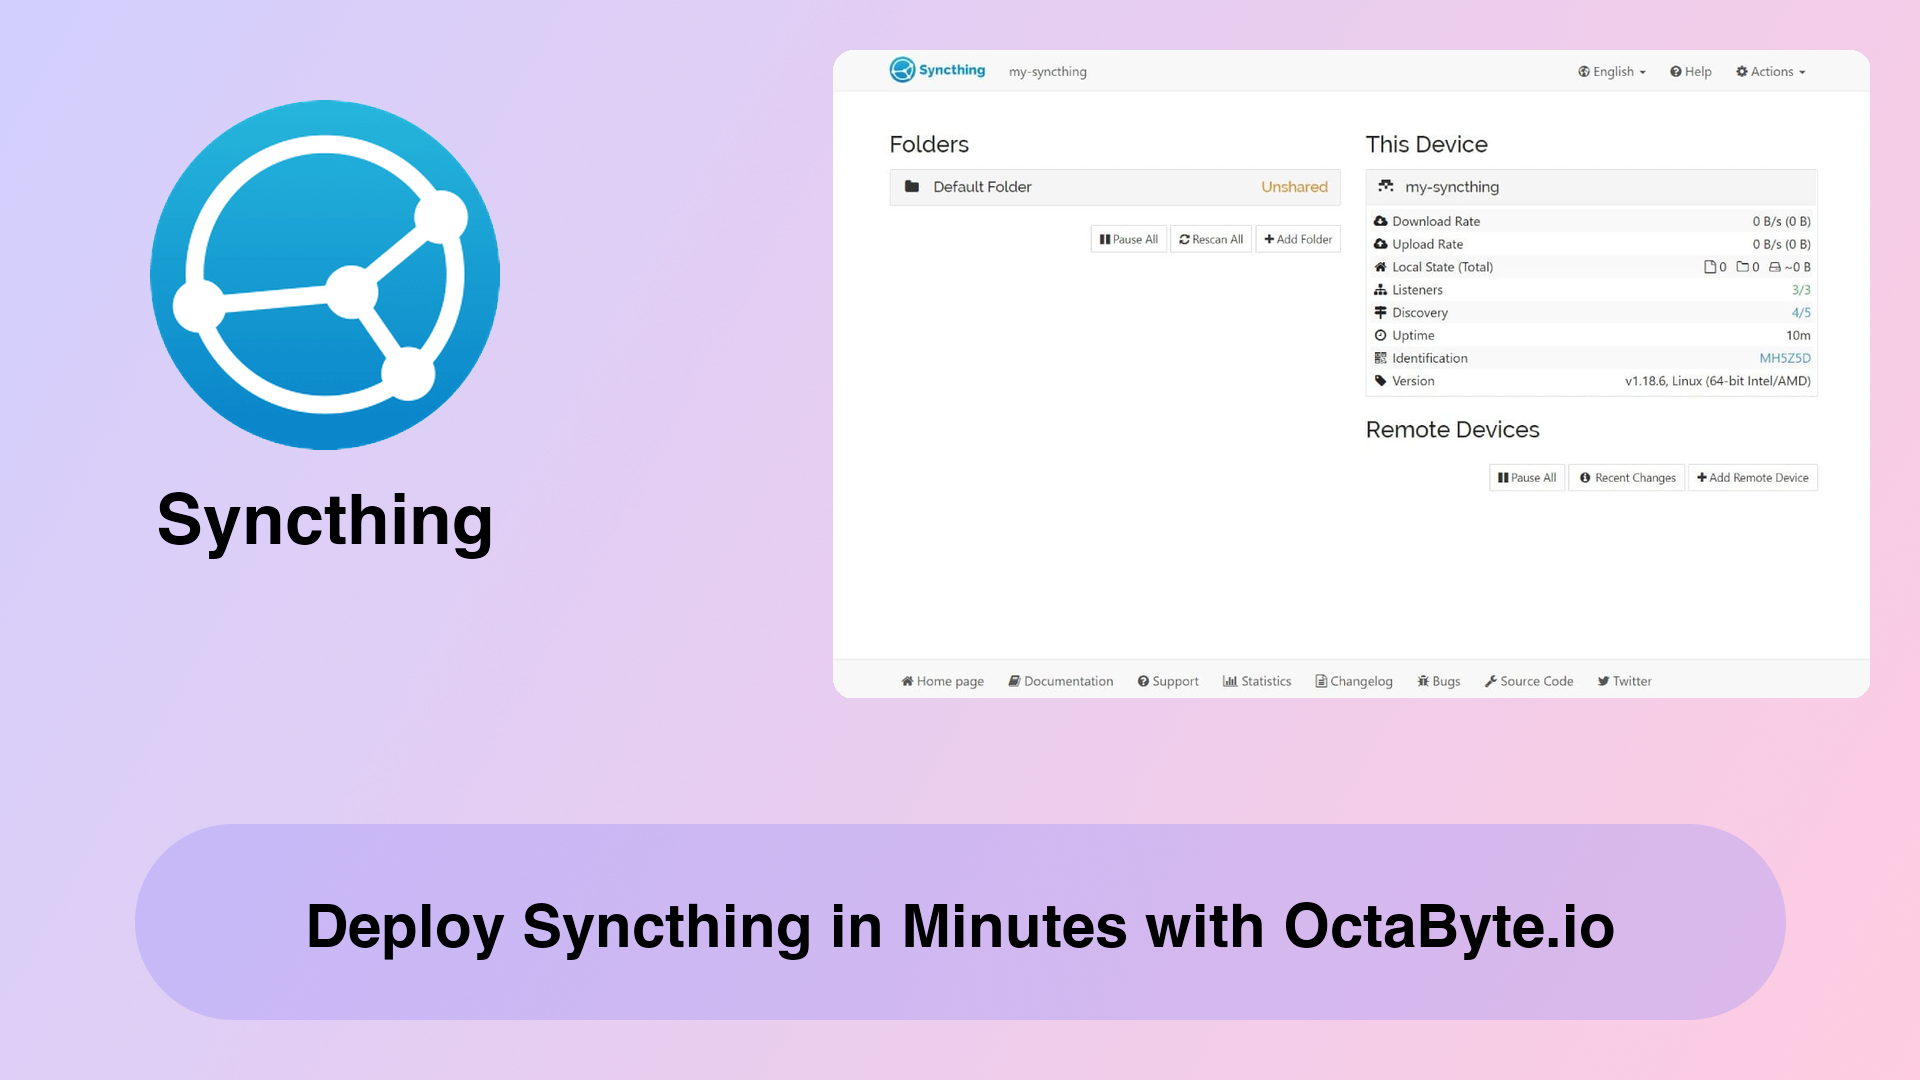 Syncthing
Syncthing my-syncthing English Help Actions
Folders
Default Folder Unshared
Pause All Rescan All Add Folder
This Device
my-syncthing
Download Rate 0 B/s (0 B)
Upload Rate 0 B/s (0 B)
Local State (Total) 0 0 ~0 B
Listeners 3/3
Discovery 4/5
Uptime 10m
Identification MH5Z5D
Version v1.18.6, Linux (64-bit Intel/AMD)
Remote Devices
Pause All Recent Changes Add Remote Device
Home page Documentation Support Statistics Changelog Bugs Source Code Twitter
Deploy Syncthing in Minutes with OctaByte.io